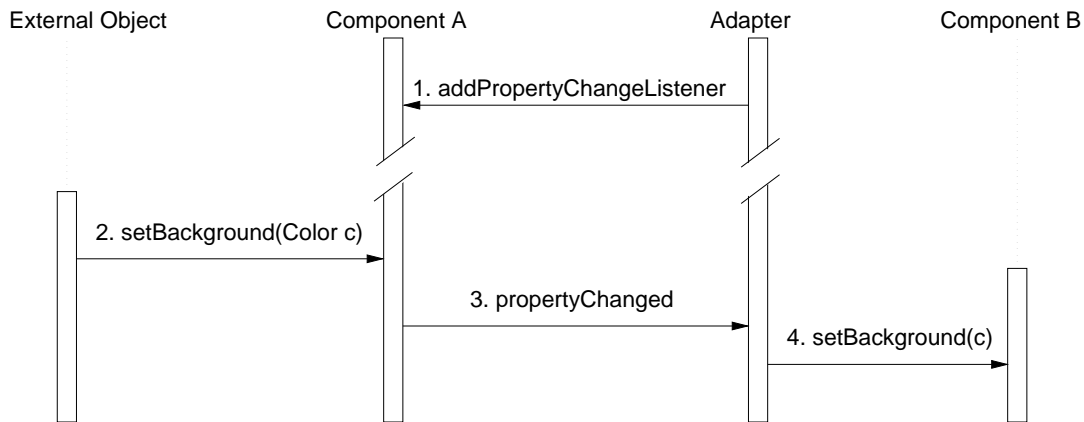 External Object
Component A
Adapter
Component B
1. addPropertyChangeListener
2. setBackground(Color c)
3. propertyChanged
4. setBackground(c)